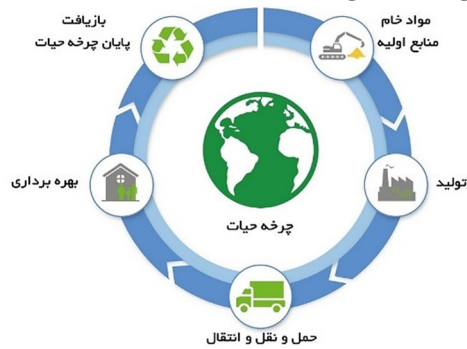 مواد خام
منابع اولیه
تولید
حمل و نقل و انتقال
بهره برداری
بازیافت
پایان چرخه حیات
چرخه حیات